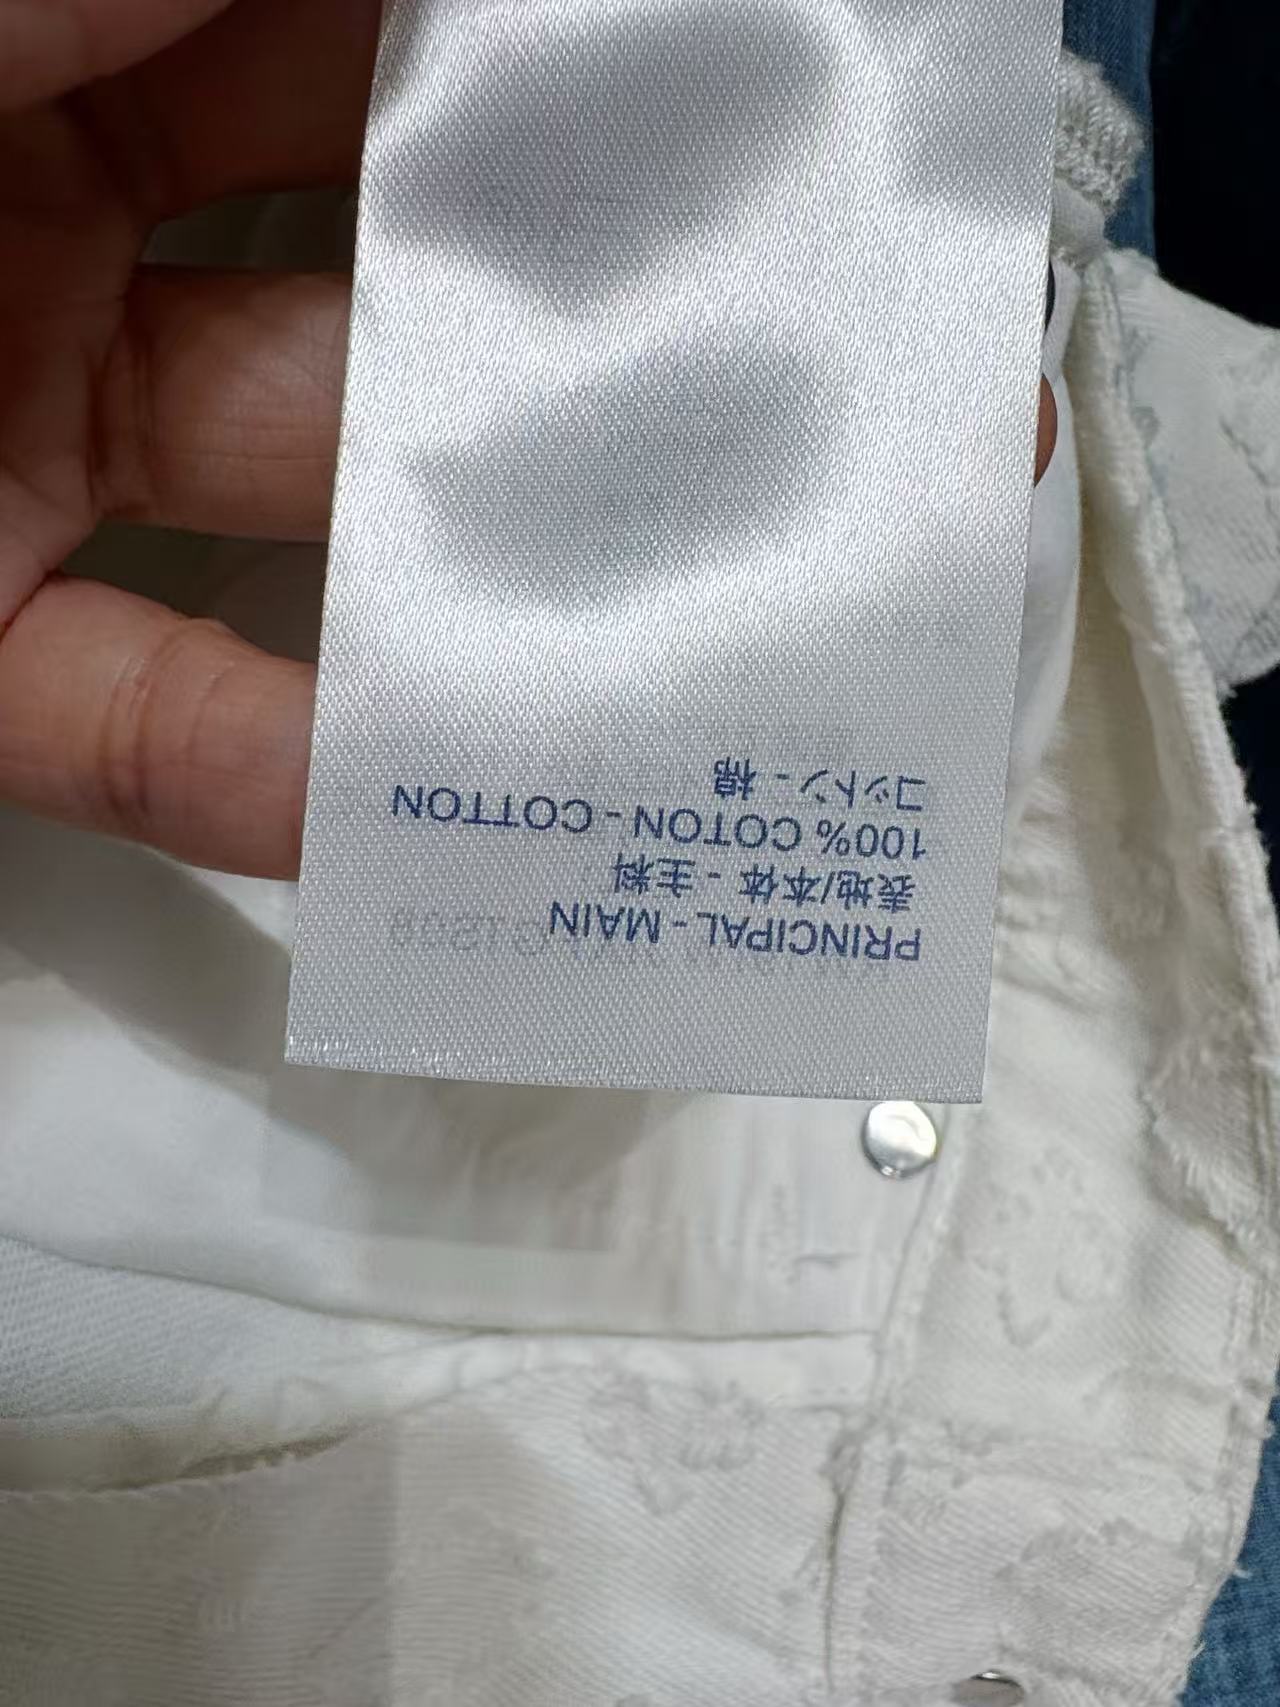 PRINCIPAL - MAIN
表地/本体 - 主料
100% COTON - COTTON
コットン - 棉